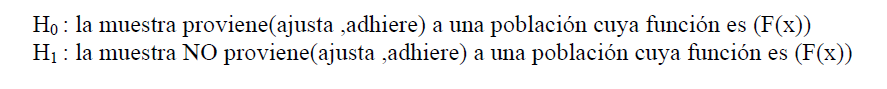 H₀ : la muestra proviene(ajusta ,adhiere) a una población cuya función es (F(x))
H₁ : la muestra NO proviene(ajusta ,adhiere) a una población cuya función es (F(x))